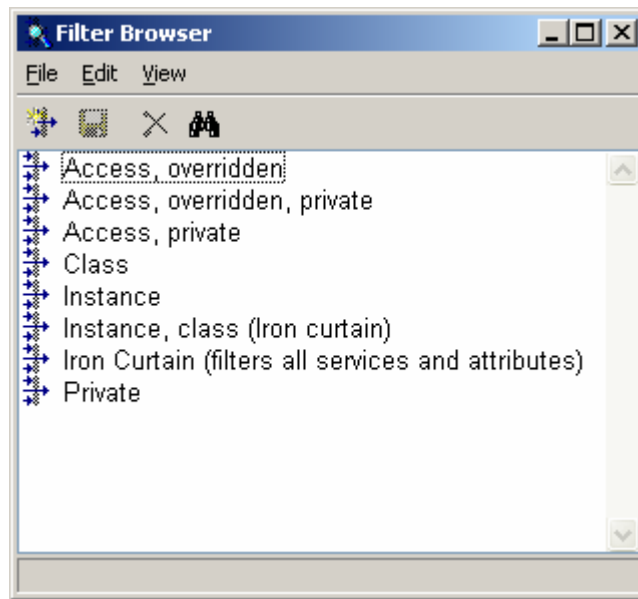 Filter Browser
File Edit View
Access, overridden
Access, overridden, private
Access, private
Class
Instance
Instance, class (Iron curtain)
Iron Curtain (filters all services and attributes)
Private